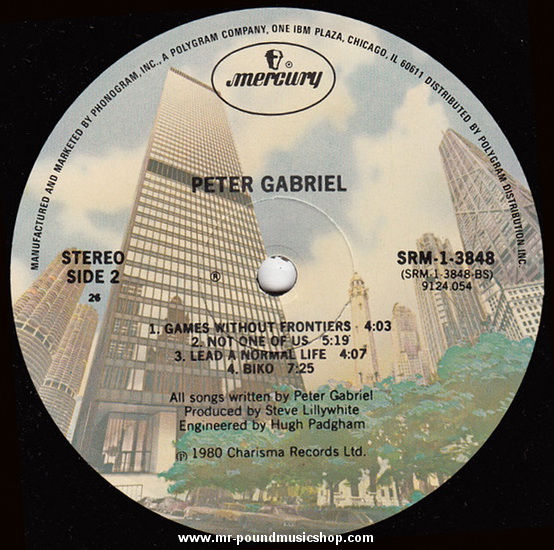 MANUFACTURED AND MARKETED BY PHONOGRAM, INC., A POLYGRAM COMPANY, ONE IBM PLAZA, CHICAGO, IL 60611 DISTRIBUTED BY POLYGRAM DISTRIBUTION, INC.
mercury ®
PETER GABRIEL
STEREO
SIDE 2
26
®
SRM-1-3848
(SRM-1-3848-BS)
9124.054
1. GAMES WITHOUT FRONTIERS 4:03
2. NOT ONE OF US 5:19
3. LEAD A NORMAL LIFE 4:07
4. BIKO 7:25
All songs written by Peter Gabriel
Produced by Steve Lillywhite
Engineered by Hugh Padgham
℗ 1980 Charisma Records Ltd.
www.mr-poundmusicshop.com